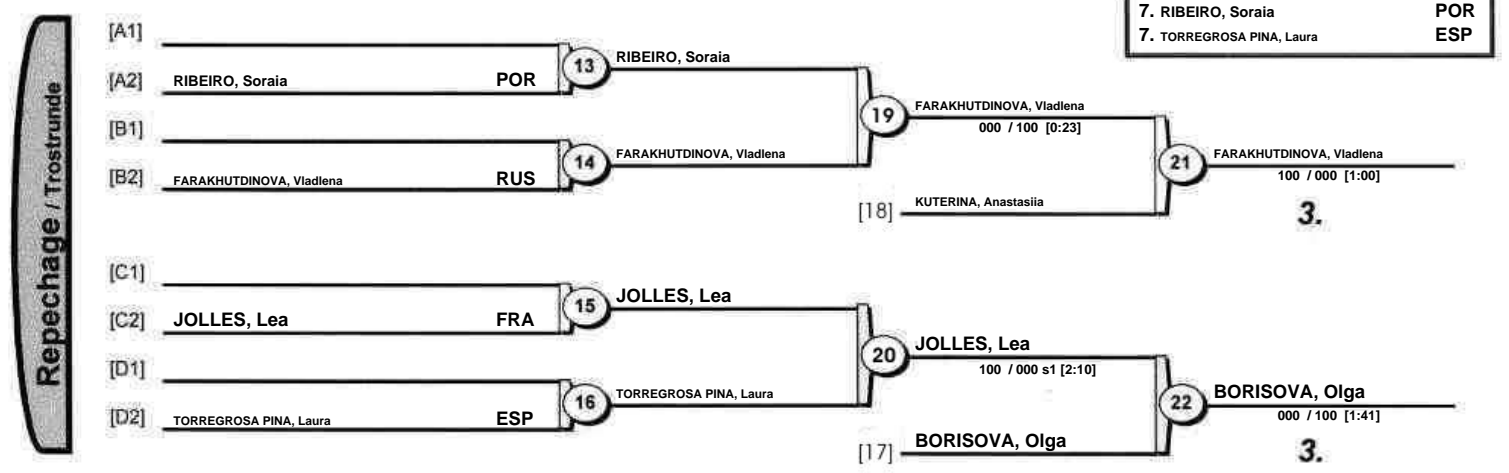 7. RIBEIRO, Soraia POR
7. TORREGROSA PINA, Laura ESP
Repechage / Trostrunde
[A1]
[A2] RIBEIRO, Soraia POR
13 RIBEIRO, Soraia
[B1]
[B2] FARAKHUTDINOVA, Vladlena RUS
14 FARAKHUTDINOVA, Vladlena
19 FARAKHUTDINOVA, Vladlena
000 / 100 [0:23]
[18] KUTERINA, Anastasiia
21 FARAKHUTDINOVA, Vladlena
100 / 000 [1:00]
3.
[C1]
[C2] JOLLES, Lea FRA
15 JOLLES, Lea
[D1]
[D2] TORREGROSA PINA, Laura ESP
16 TORREGROSA PINA, Laura
20 JOLLES, Lea
100 / 000 s1 [2:10]
[17] BORISOVA, Olga
22 BORISOVA, Olga
000 / 100 [1:41]
3.